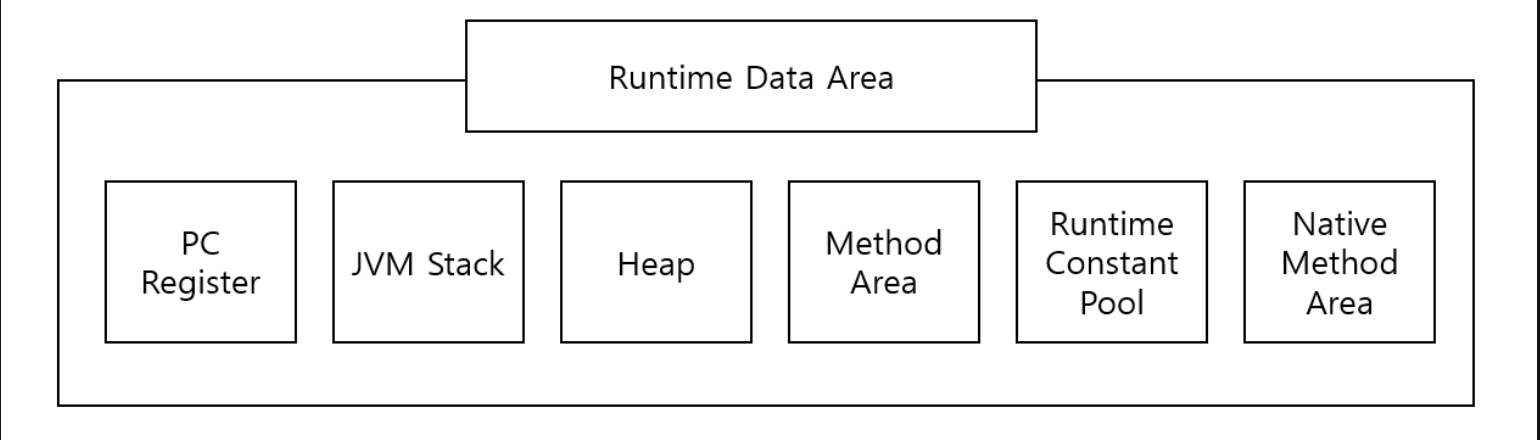 Runtime Data Area
PC
Register
JVM Stack
Heap
Method
Area
Runtime
Constant
Pool
Native
Method
Area